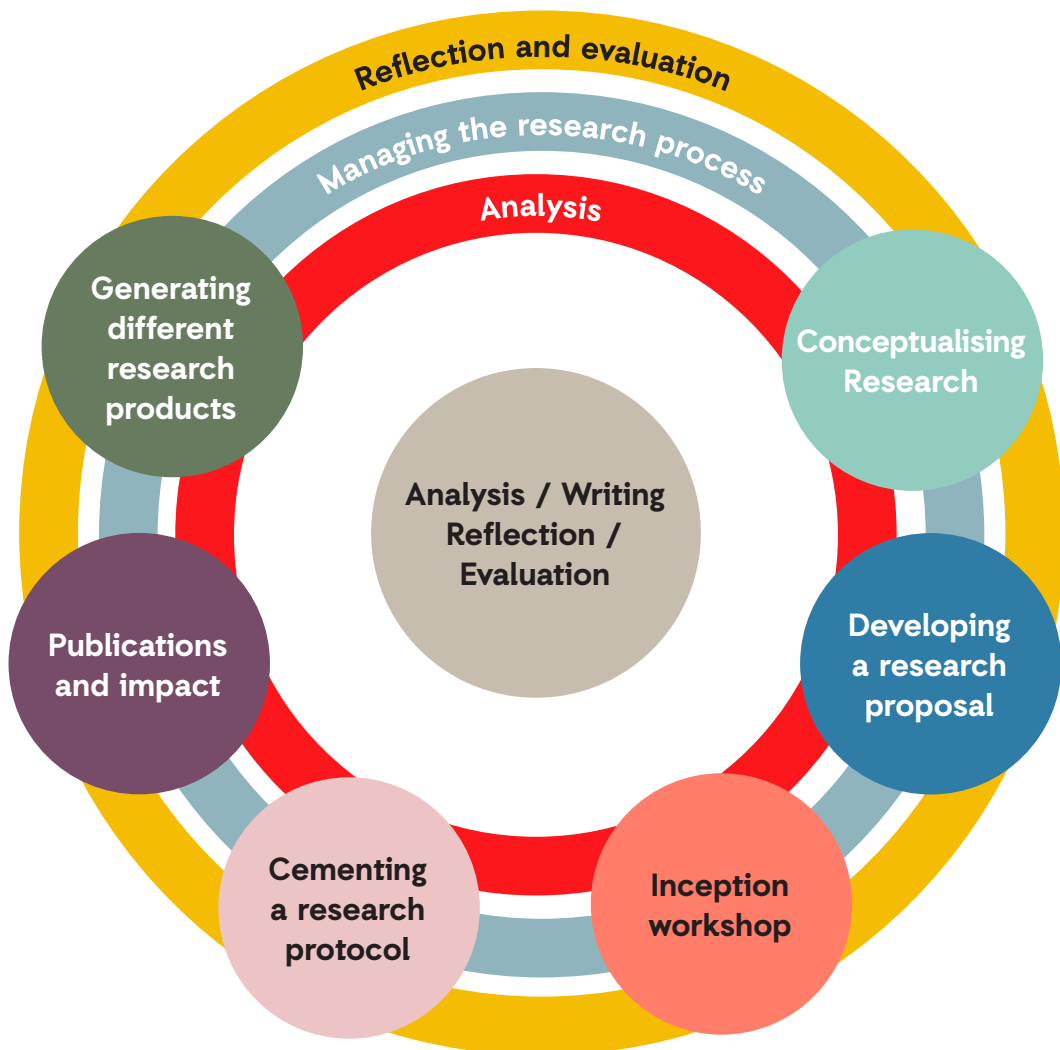 Reflection and evaluation
Managing the research process
Analysis
Conceptualising
Research
Developing
a research
proposal
Inception
workshop
Cementing
a research
protocol
Publications
and impact
Generating
different
research
products
Analysis / Writing
Reflection /
Evaluation